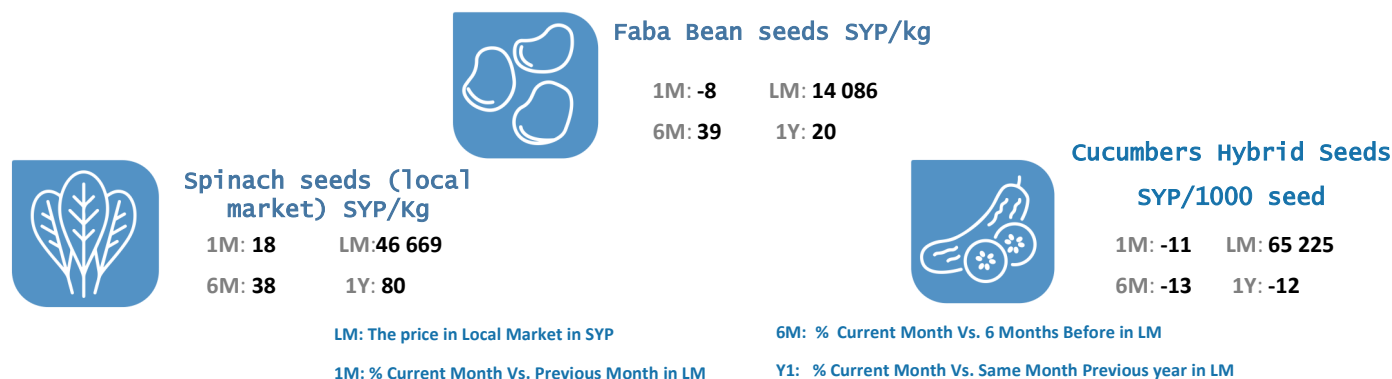 Faba Bean seeds SYP/kg
1M: -8 LM: 14 086
6M: 39 1Y: 20
Spinach seeds (local
market) SYP/Kg
1M: 18 LM:46 669
6M: 38 1Y: 80
Cucumbers Hybrid Seeds
SYP/1000 seed
1M: -11 LM: 65 225
6M: -13 1Y: -12
LM: The price in Local Market in SYP
6M: % Current Month Vs. 6 Months Before in LM
1M: % Current Month Vs. Previous Month in LM
Y1: % Current Month Vs. Same Month Previous year in LM